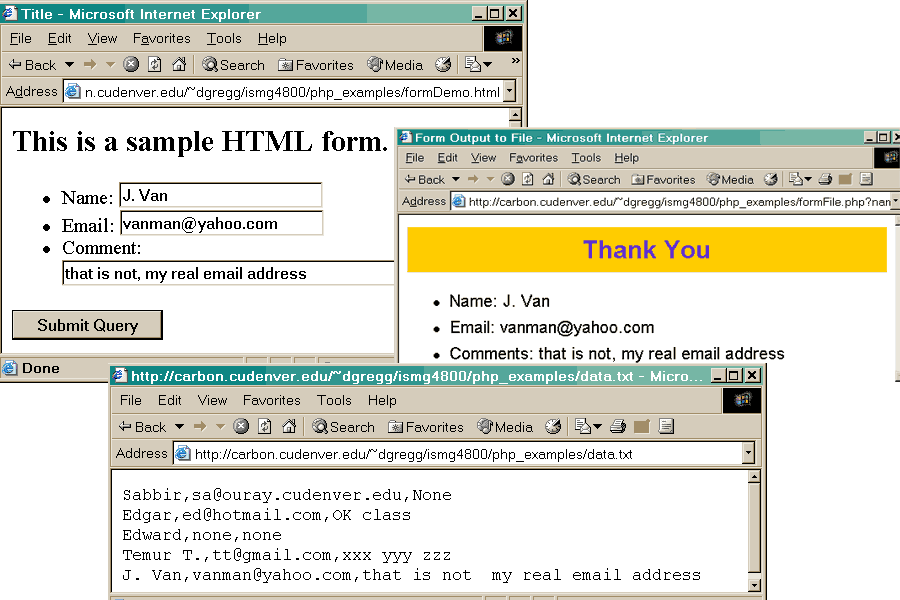 Title - Microsoft Internet Explorer
File Edit View Favorites Tools Help
Back Search Favorites Media »
Address n.cudenver.edu/~dgregg/ismg4800/php_examples/formDemo.html
This is a sample HTML form.
Name: J. Van
Email: vanman@yahoo.com
Comment:
that is not, my real email address
Submit Query
Done
Form Output to File - Microsoft Internet Explorer
File Edit View Favorites Tools Help
Back Search Favorites Media
Address http://carbon.cudenver.edu/~dgregg/ismg4800/php_examples/formFile.php?nam
Thank You
Name: J. Van
Email: vanman@yahoo.com
Comments: that is not, my real email address
http://carbon.cudenver.edu/~dgregg/ismg4800/php_examples/data.txt - Micro...
File Edit View Favorites Tools Help
Back Search Favorites Media
Address http://carbon.cudenver.edu/~dgregg/ismg4800/php_examples/data.txt
Sabbir,sa@ouray.cudenver.edu,None
Edgar,ed@hotmail.com,OK class
Edward,none,none
Temur T.,tt@gmail.com,xxx yyy zzz
J. Van,vanman@yahoo.com,that is not  my real email address